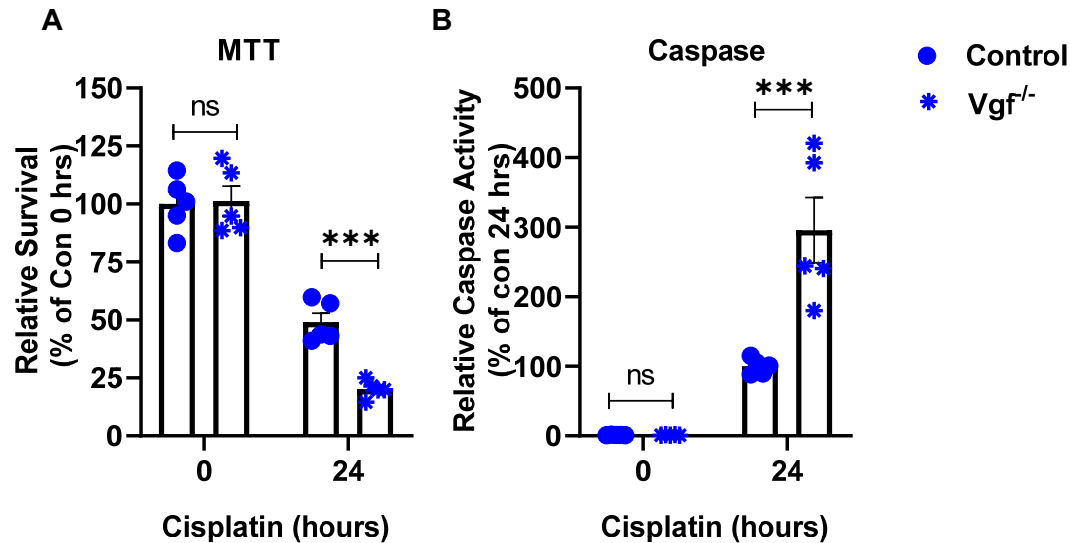 A
MTT
Relative Survival
(% of Con 0 hrs)
150
125
100
75
50
25
0
ns
***
0
24
Cisplatin (hours)
B
Caspase
Relative Caspase Activity
(% of con 24 hrs)
500
400
300
200
100
0
ns
***
0
24
Cisplatin (hours)
Control
Vgf-/-